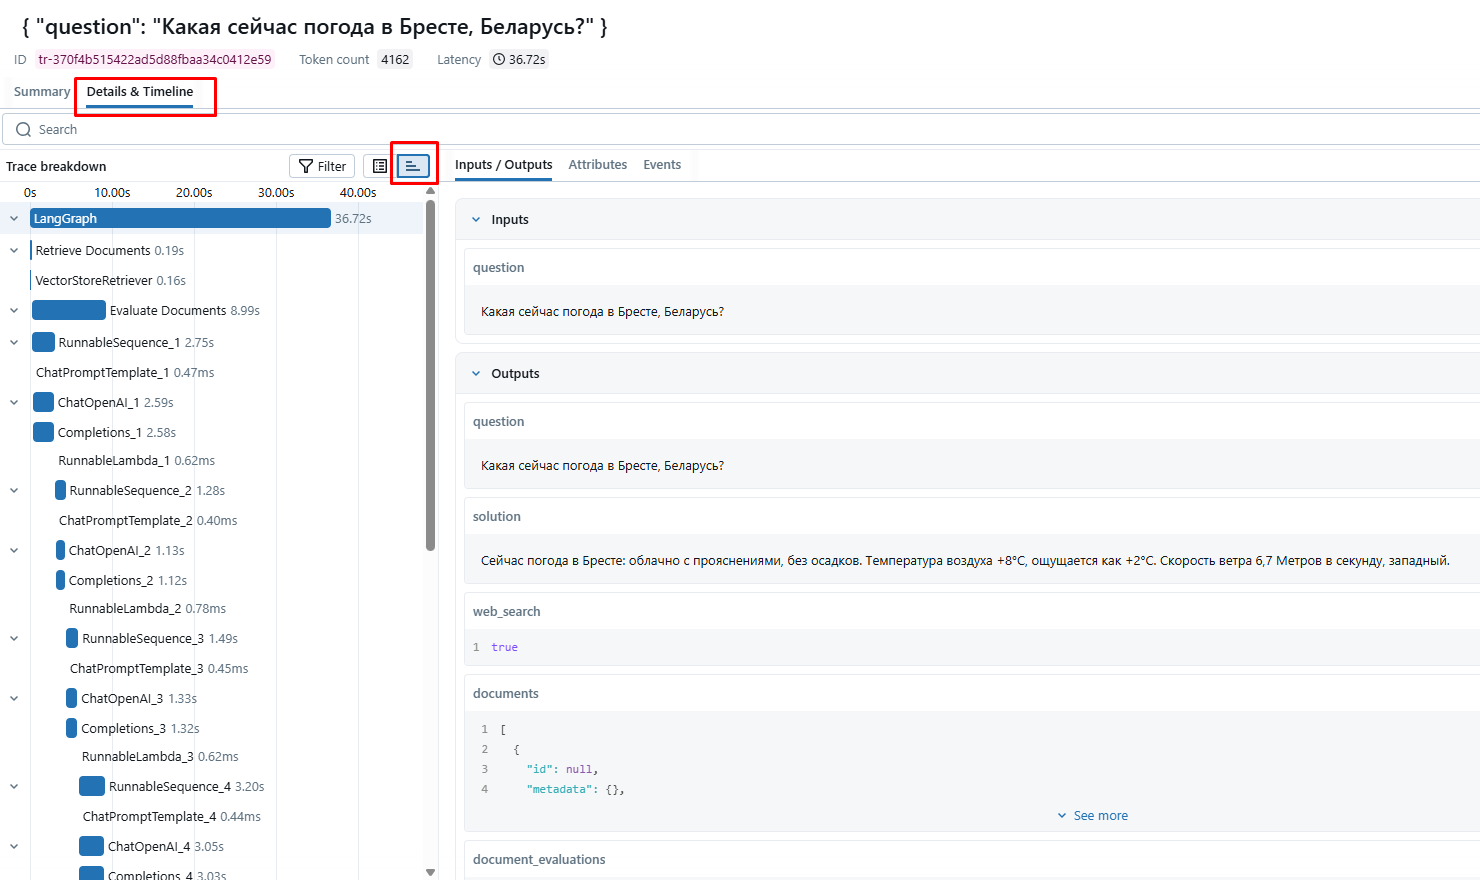 { "question": "Какая сейчас погода в Бресте, Беларусь?" }
ID tr-370f4b515422ad5d88fbaa34c0412e59 Token count 4162 Latency 36.72s
Summary Details & Timeline
Search
Trace breakdown Filter
0s 10.00s 20.00s 30.00s 40.00s
LangGraph 36.72s
Retrieve Documents 0.19s
VectorStoreRetriever 0.16s
Evaluate Documents 8.99s
RunnableSequence_1 2.75s
ChatPromptTemplate_1 0.47ms
ChatOpenAI_1 2.59s
Completions_1 2.58s
RunnableLambda_1 0.62ms
RunnableSequence_2 1.28s
ChatPromptTemplate_2 0.40ms
ChatOpenAI_2 1.13s
Completions_2 1.12s
RunnableLambda_2 0.78ms
RunnableSequence_3 1.49s
ChatPromptTemplate_3 0.45ms
ChatOpenAI_3 1.33s
Completions_3 1.32s
RunnableLambda_3 0.62ms
RunnableSequence_4 3.20s
ChatPromptTemplate_4 0.44ms
ChatOpenAI_4 3.05s
Completions_4 3.03s
Inputs / Outputs Attributes Events
Inputs
question
Какая сейчас погода в Бресте, Беларусь?
Outputs
question
Какая сейчас погода в Бресте, Беларусь?
solution
Сейчас погода в Бресте: облачно с прояснениями, без осадков. Температура воздуха +8°C, ощущается как +2°C. Скорость ветра 6,7 Метров в секунду, западный.
web_search
1 true
documents
1 [
2 {
3 "id": null,
4 "metadata": {},
See more
document_evaluations